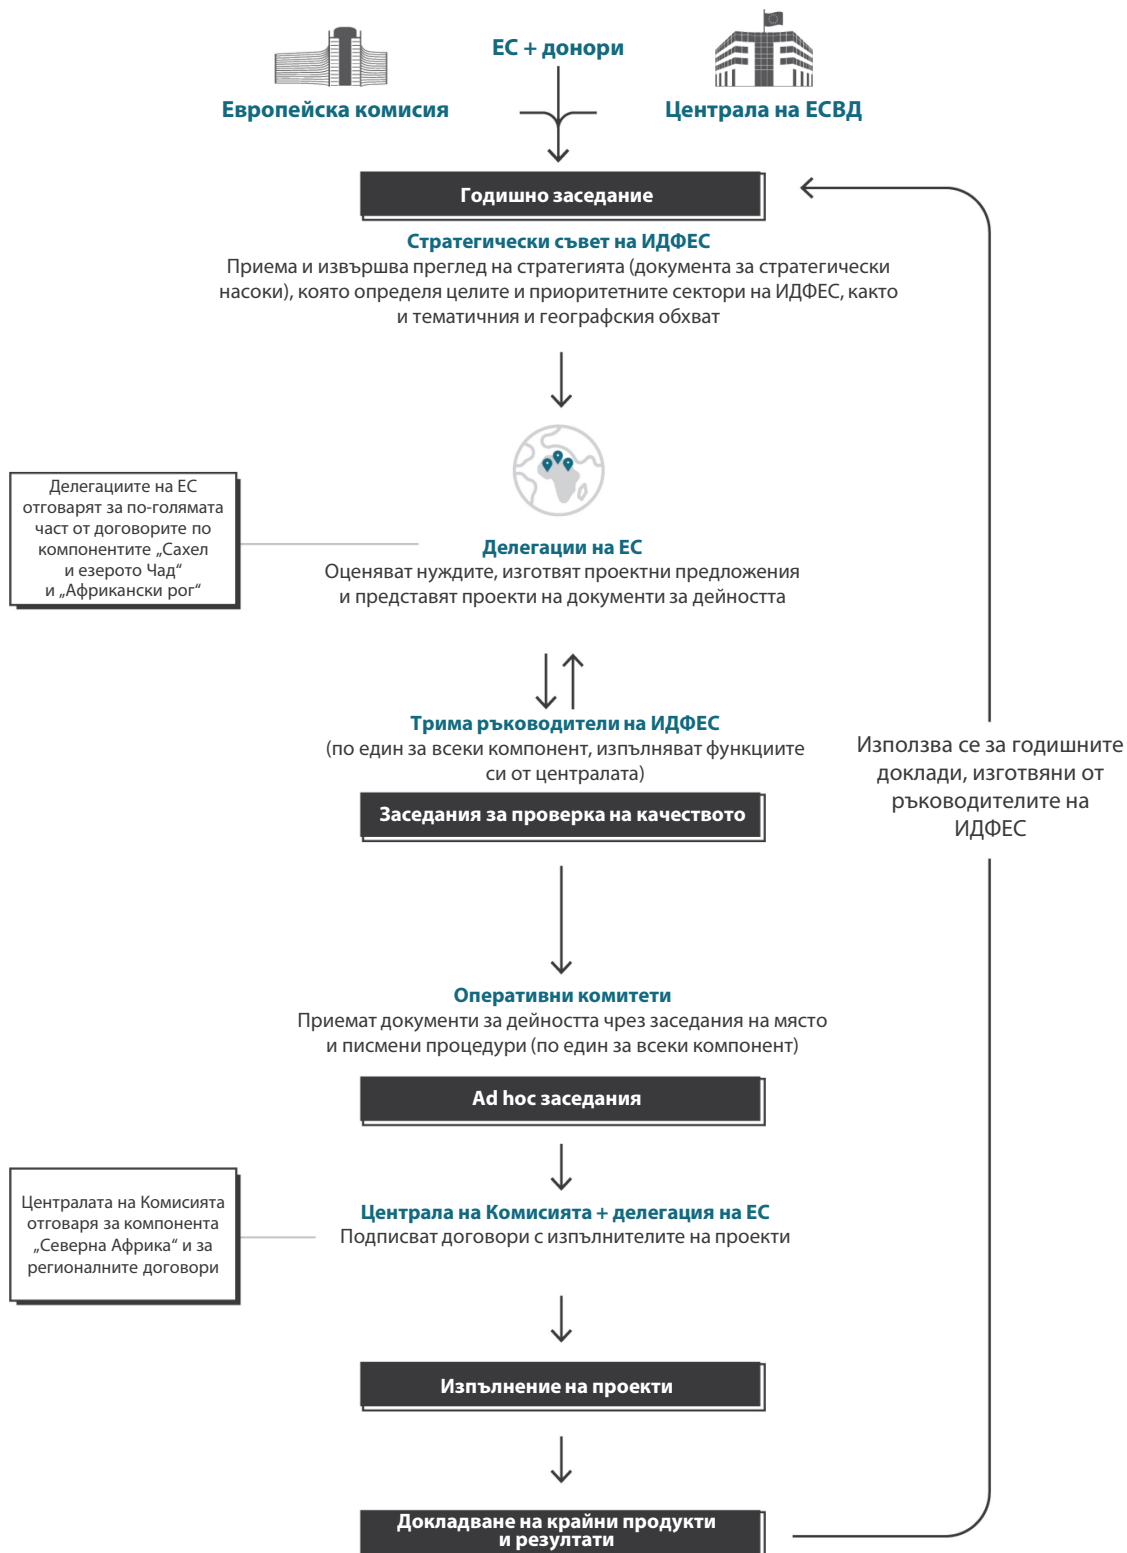 ЕС + донори
Европейска комисия
Централа на ЕСВД
Годишно заседание
Стратегически съвет на ИДФЕС
Приема и извършва преглед на стратегията (документа за стратегически
насоки), която определя целите и приоритетните сектори на ИДФЕС, както
и тематичния и географския обхват
Делегациите на ЕС
отговарят за по-голямата
част от договорите по
компонентите „Сахел
и езерото Чад“
и „Африкански рог“
Делегации на ЕС
Оценяват нуждите, изготвят проектни предложения
и представят проекти на документи за дейността
Трима ръководители на ИДФЕС
(по един за всеки компонент, изпълняват функциите
си от централата)
Заседания за проверка на качеството
Използва се за годишните
доклади, изготвяни от
ръководителите на
ИДФЕС
Оперативни комитети
Приемат документи за дейността чрез заседания на място
и писмени процедури (по един за всеки компонент)
Ad hoc заседания
Централата на Комисията
отговаря за компонента
„Северна Африка“ и за
регионалните договори
Централа на Комисията + делегация на ЕС
Подписват договори с изпълнителите на проекти
Изпълнение на проекти
Докладване на крайни продукти
и резултати